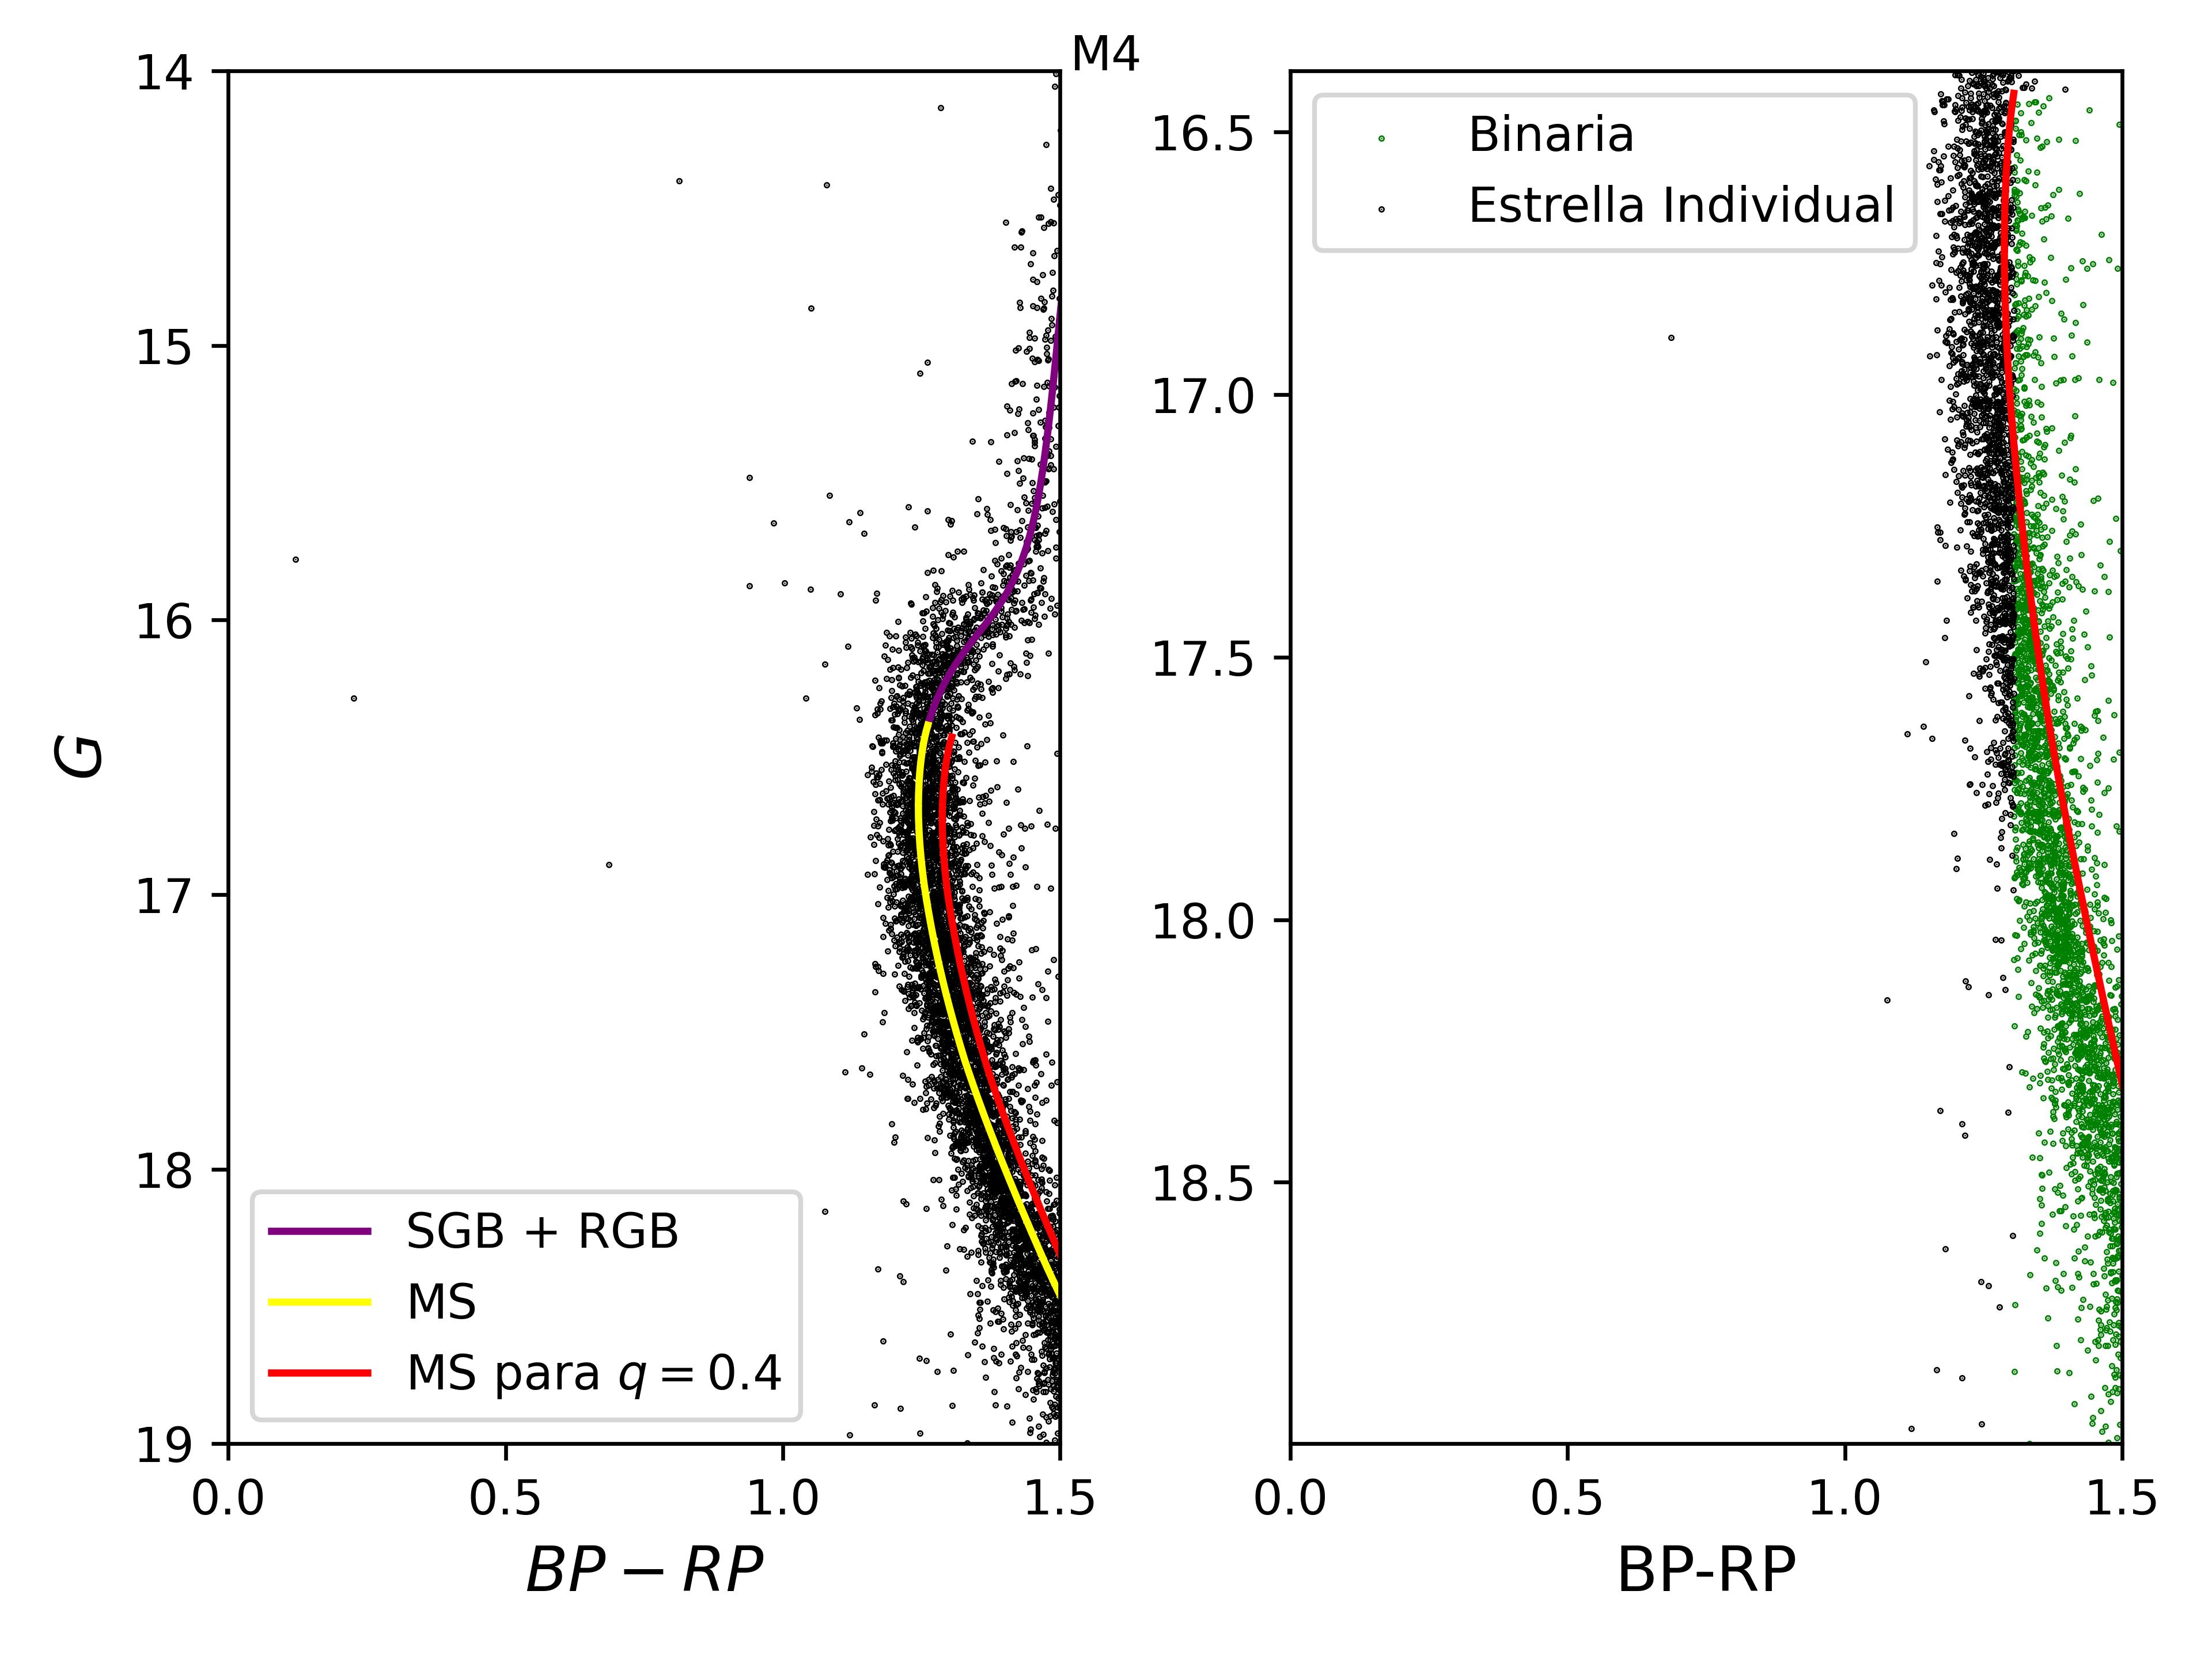 M4
14
15
16
17
18
19
G
SGB + RGB
MS
MS para q = 0.4
0.0 0.5 1.0 1.5
BP − RP
Binaria
Estrella Individual
16.5
17.0
17.5
18.0
18.5
0.0 0.5 1.0 1.5
BP-RP